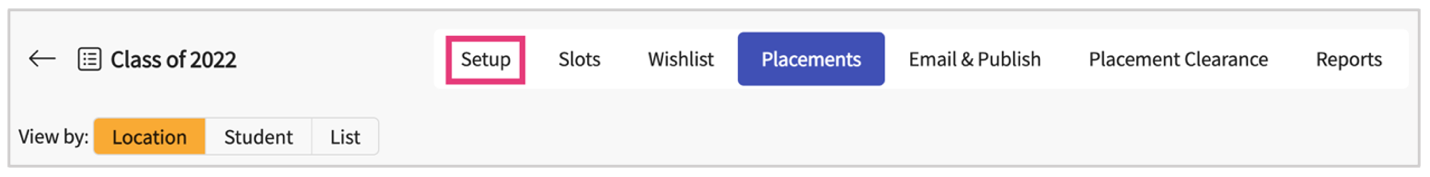 Class of 2022 Setup Slots Wishlist Placements Email & Publish Placement Clearance Reports
View by: Location Student List